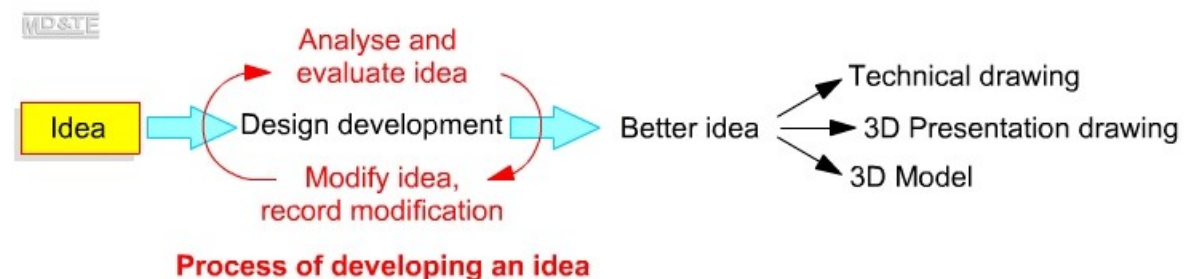 MD&TE
Analyse and
evaluate idea
Idea
Design development
Modify idea,
record modification
Better idea
Technical drawing
3D Presentation drawing
3D Model
Process of developing an idea